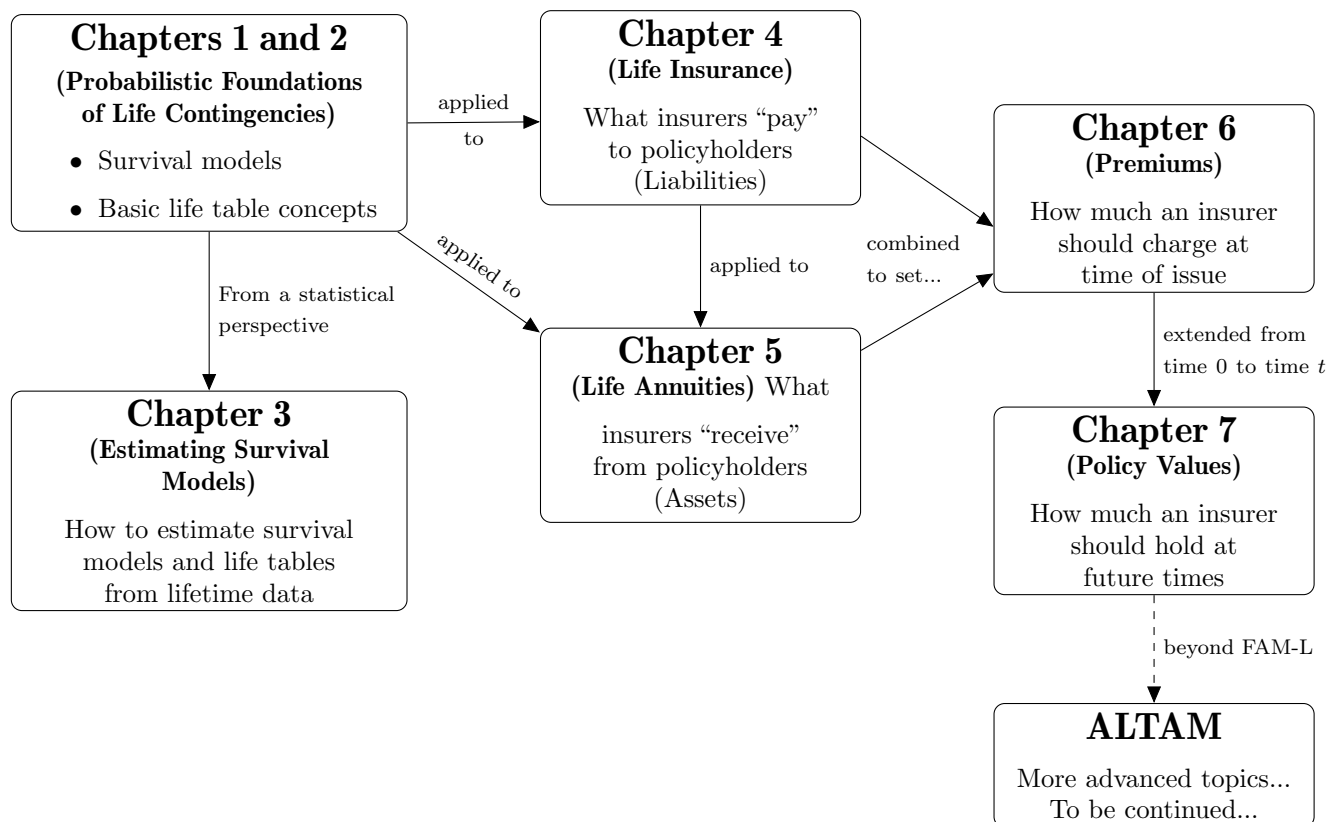 Chapters 1 and 2
(Probabilistic Foundations
of Life Contingencies)
• Survival models
• Basic life table concepts
applied
to
Chapter 4
(Life Insurance)
What insurers “pay”
to policyholders
(Liabilities)
applied to
From a statistical
perspective
applied to
Chapter 3
(Estimating Survival
Models)
How to estimate survival
models and life tables
from lifetime data
Chapter 5
(Life Annuities) What
insurers “receive”
from policyholders
(Assets)
combined
to set...
Chapter 6
(Premiums)
How much an insurer
should charge at
time of issue
extended from
time 0 to time t
Chapter 7
(Policy Values)
How much an insurer
should hold at
future times
beyond FAM-L
ALTAM
More advanced topics...
To be continued...